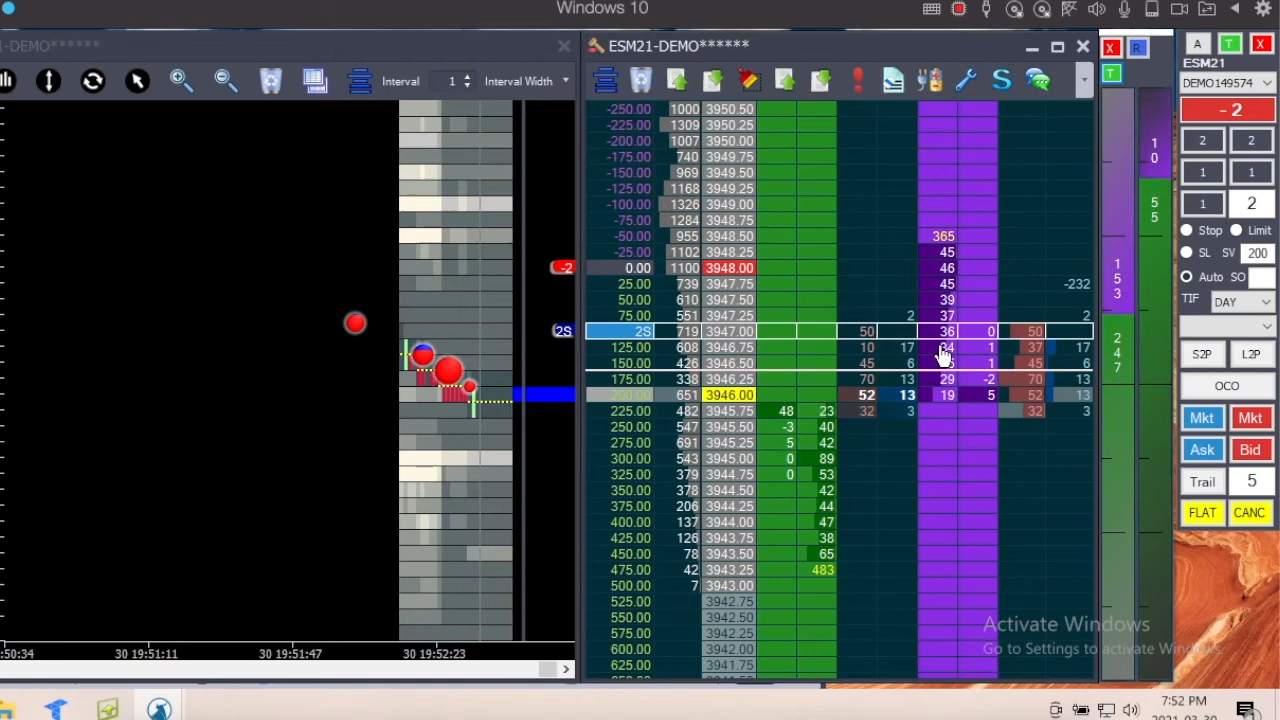 Windows 10
-DEMO******
Interv 1 Interval Width
ESM21-DEMO******
-250.00 1000 3950.50
-225.00 1309 3950.25
-200.00 1007 3950.00
-175.00 740 3949.75
-150.00 969 3949.50
-125.00 1168 3949.25
-100.00 1326 3949.00
-75.00 1284 3948.75
-50.00 955 3948.50 365
-25.00 1102 3948.25 45
0.00 1100 3948.00 46
25.00 739 3947.75 45 -232
50.00 610 3947.50 39
75.00 551 3947.25 2 37 2
2S 719 3947.00 50 36 0 50
125.00 608 3946.75 10 17 34 1 37 17
150.00 426 3946.50 45 6 1 45 6
175.00 338 3946.25 70 13 29 -2 70 13
200.00 651 3946.00 52 13 19 5 52 13
225.00 482 3945.75 48 23 32 3 32 3
250.00 547 3945.50 -3 40
275.00 691 3945.25 5 42
300.00 543 3945.00 0 89
325.00 379 3944.75 0 53
350.00 378 3944.50 42
375.00 206 3944.25 44
400.00 137 3944.00 47
425.00 126 3943.75 38
450.00 78 3943.50 65
475.00 42 3943.25 483
500.00 7 3943.00
525.00 3942.75
550.00 3942.50
575.00 3942.25
600.00 3942.00
625.00 3941.75
-2
2S
:50:34 30 19:51:11 30 19:51:47 30 19:52:23
X R
T
153
247
10
55
A T X
ESM21
DEMO149574
- 2
2 2
1 1
1 2
Stop Limit
SL SV 200
Auto SO
TIF DAY
S2P L2P
OCO
Mkt Mkt
Ask Bid
Trail 5
FLAT CANC
Activate Windows
Go to Settings to activate Windows.
7:52 PM
2021-03-30